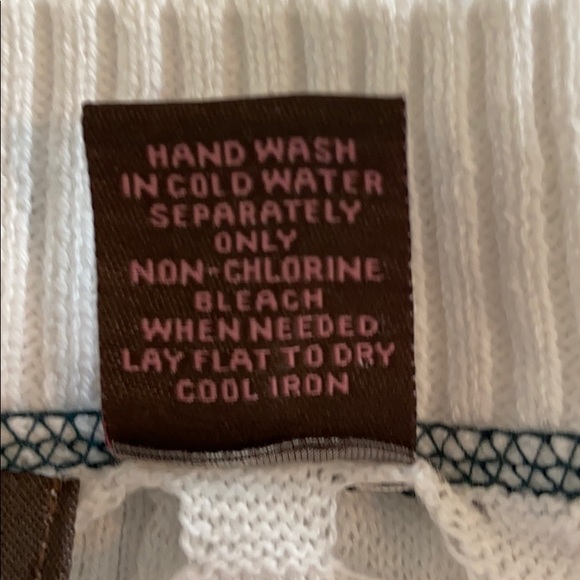 HAND WASH
IN COLD WATER
SEPARATELY
ONLY
NON-CHLORINE
BLEACH
WHEN NEEDED
LAY FLAT TO DRY
COOL IRON